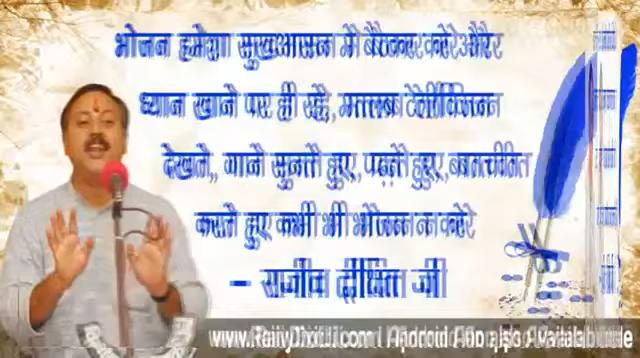 भोजन हमेशा सुखआसन में बैठकर करें और
ध्यान खाने पर ही रहे, मतलब टेलीविजन
देखते, गाने सुनते हुए, पढ़ते हुए, बातचीत
करते हुए कभी भी भोजन न करे
– राजीव दीक्षित जी
www.RajivDixitJi.com | Android App also Available